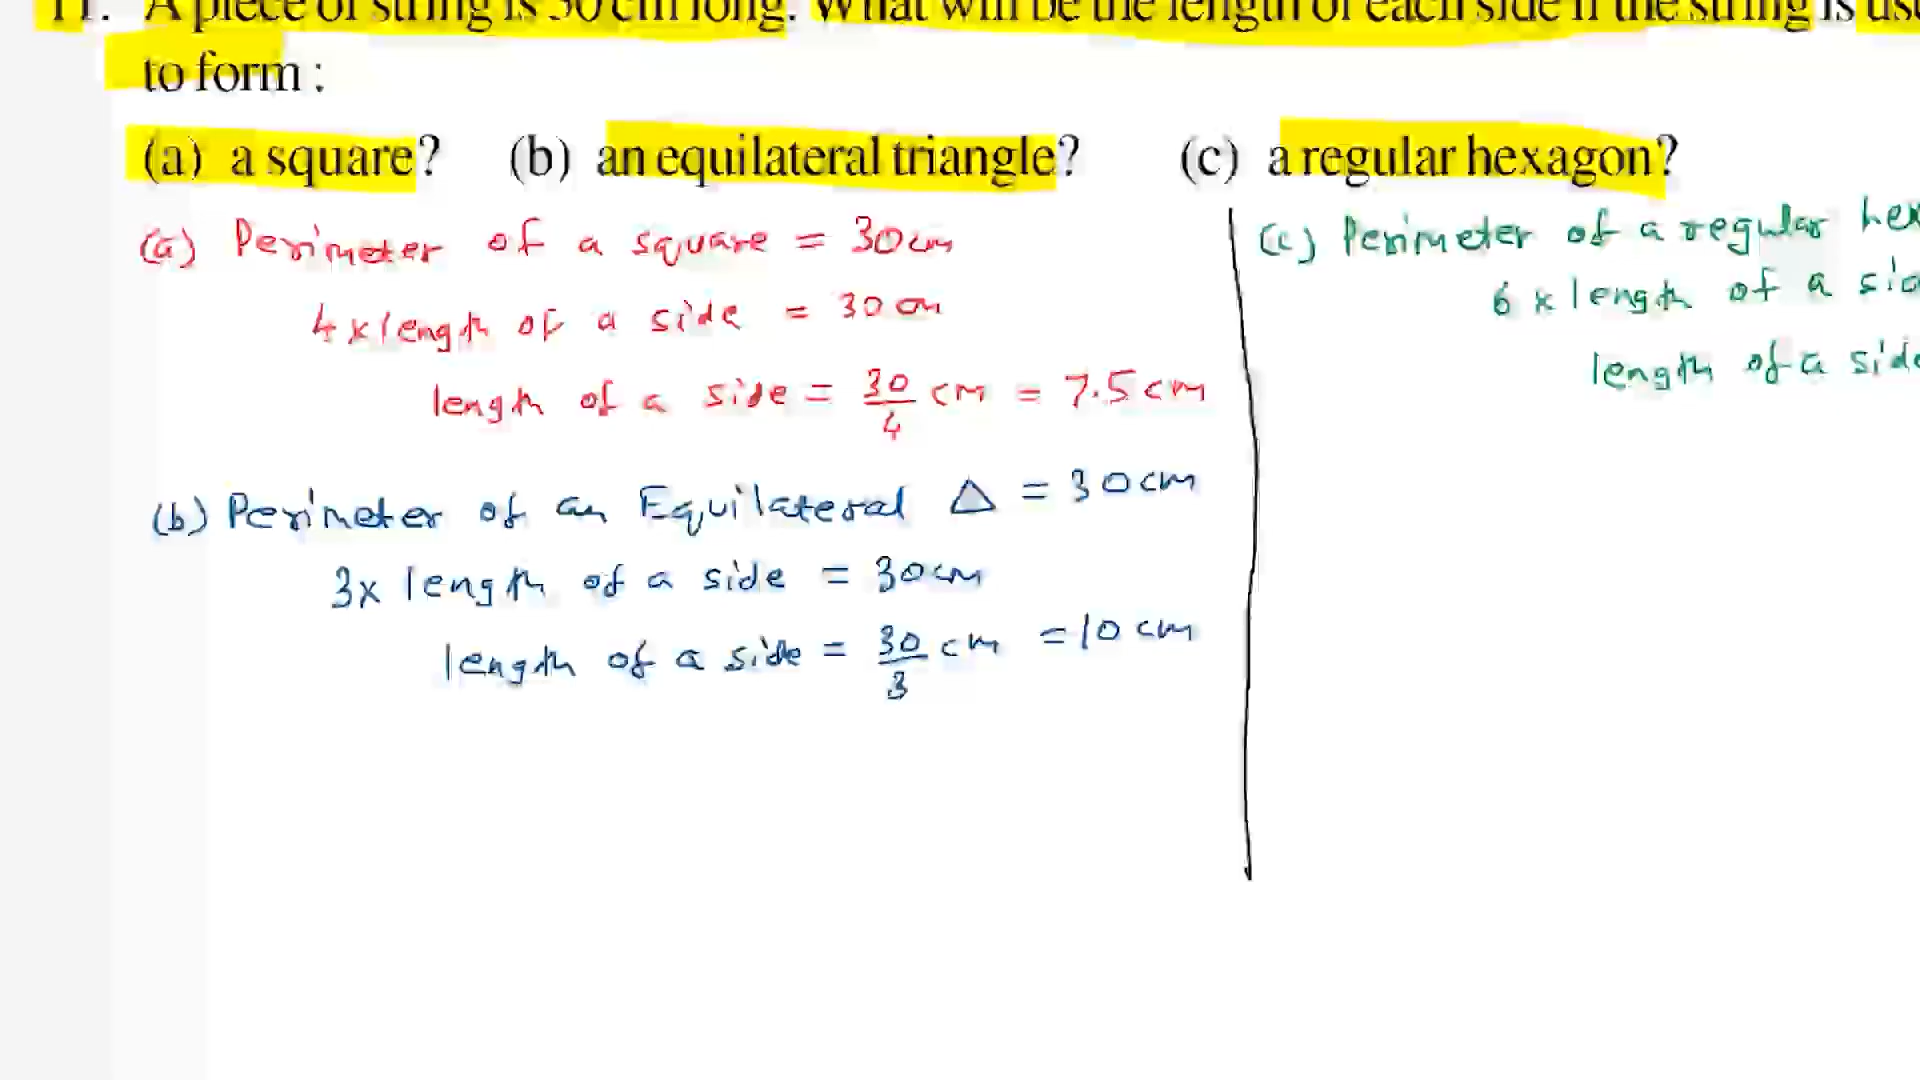 11. A piece of string is 30 cm long. What will be the length of each side if the string is
to form :
(a) a square? (b) an equilateral triangle? (c) a regular hexagon?
(a) Perimeter of a square = 30cm
4 x length of a side = 30 cm
length of a side = 30/4 cm = 7.5 cm
(b) Perimeter of an Equilateral △ = 30cm
3x length of a side = 30cm
length of a side = 30/3 cm = 10 cm
(c) Perimeter of a regular
6 x length of a
length of a